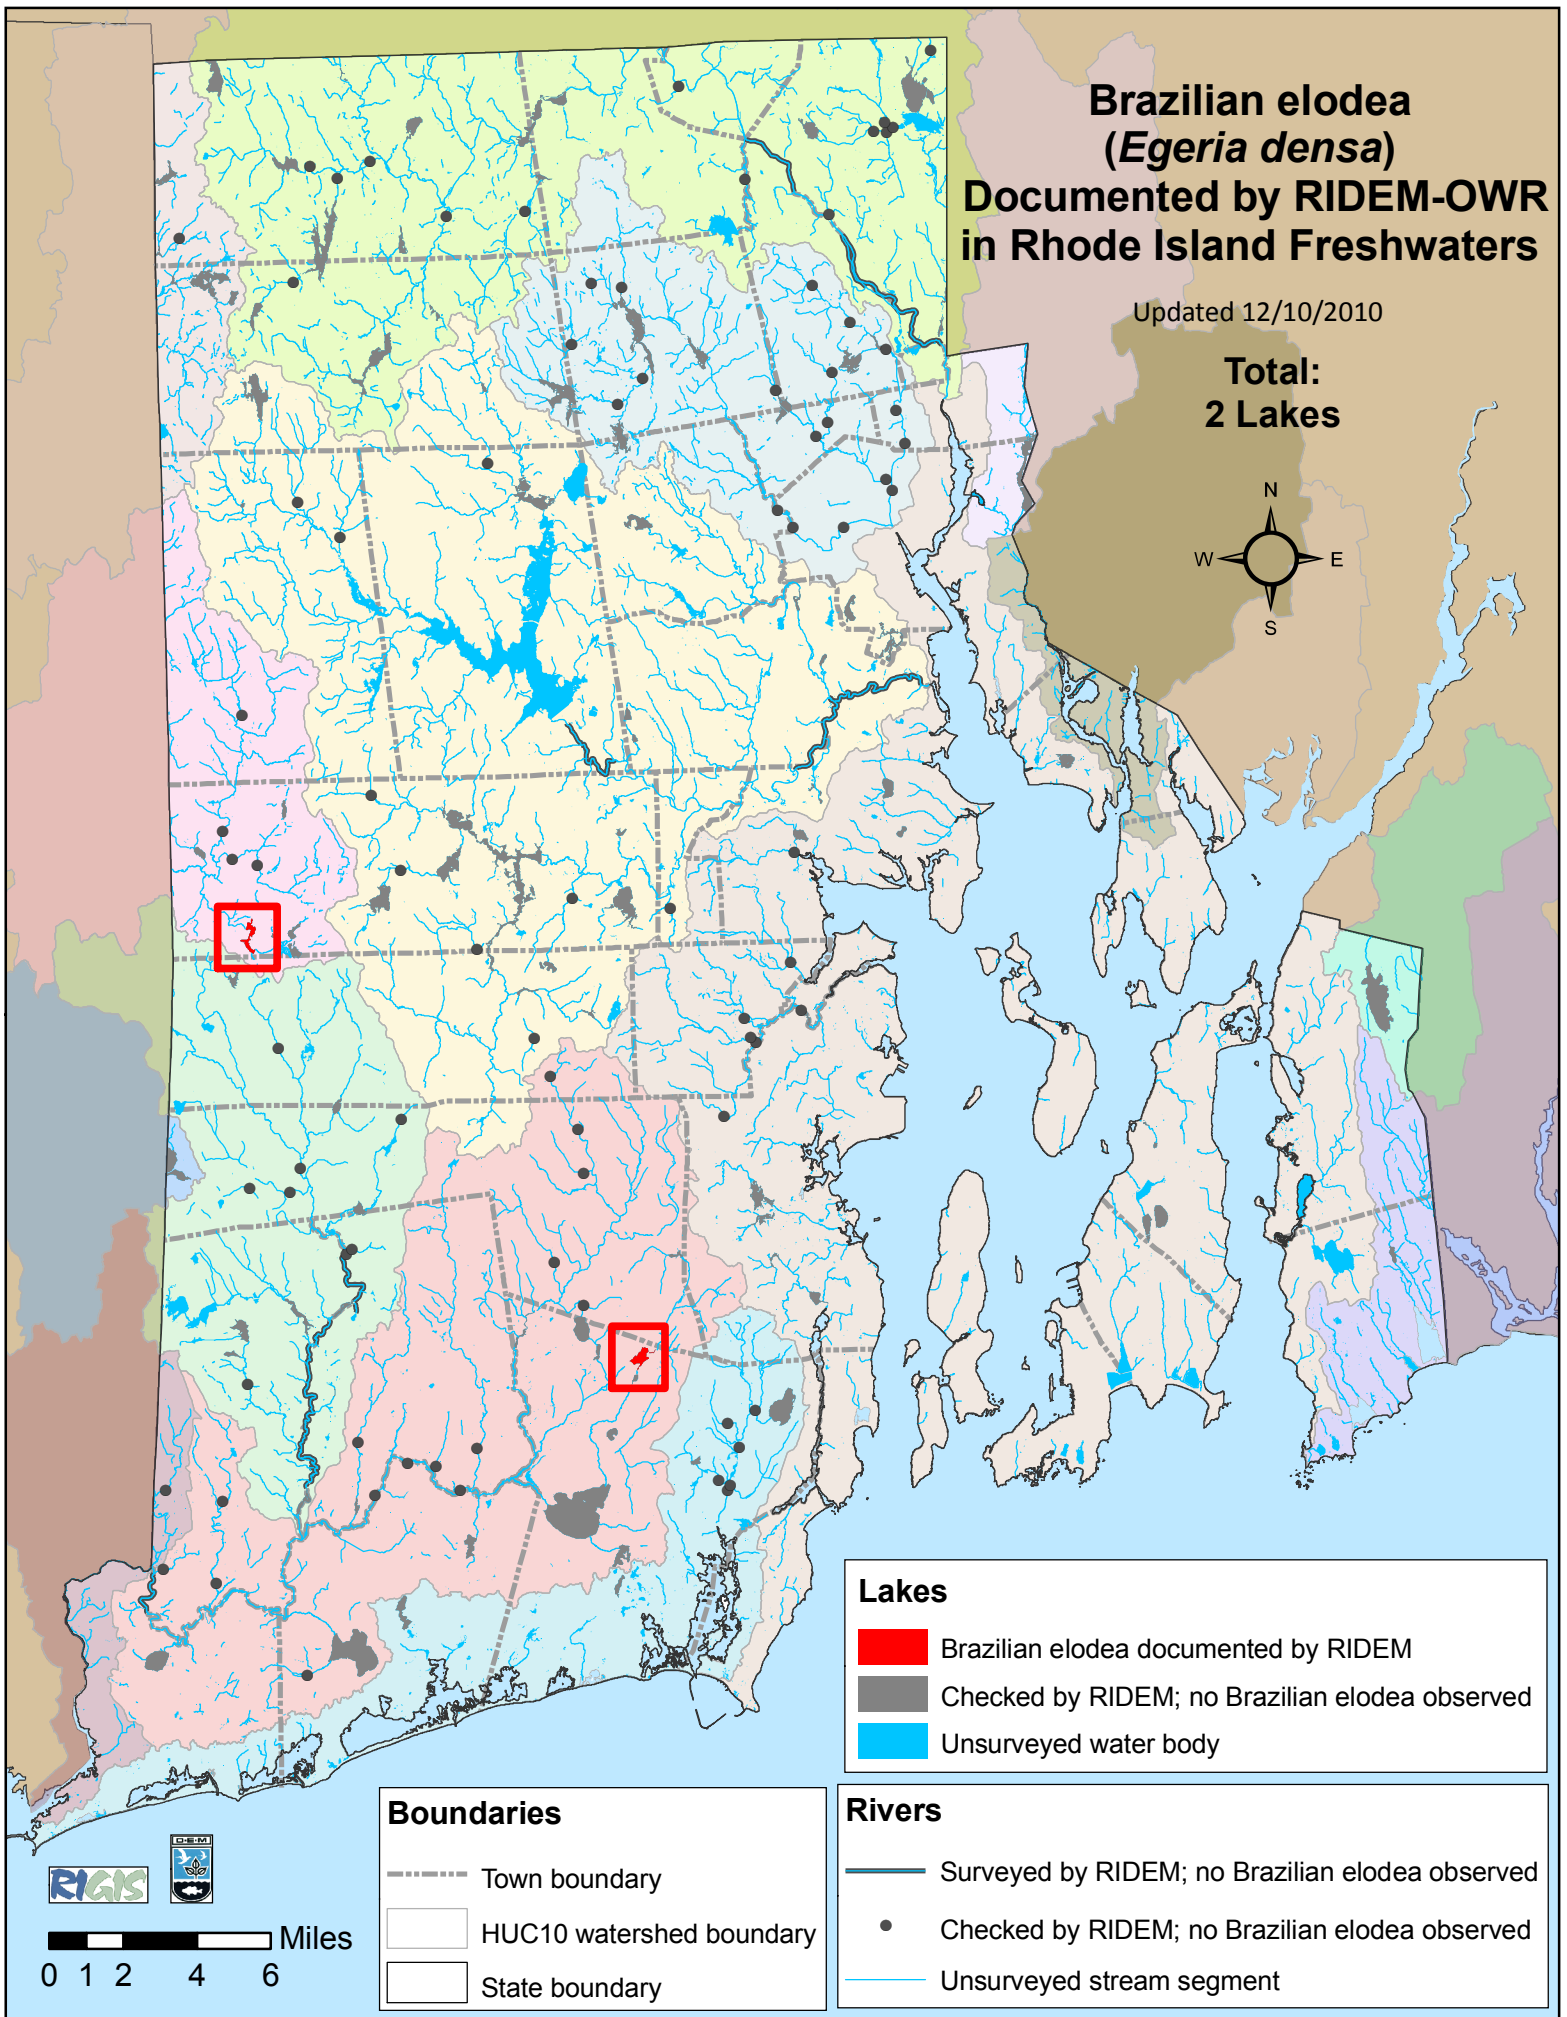 Brazilian elodea
(Egeria densa)
Documented by RIDEM-OWR
in Rhode Island Freshwaters
Updated 12/10/2010
Total:
2 Lakes
N
W
E
S
Lakes
Brazilian elodea documented by RIDEM
Checked by RIDEM; no Brazilian elodea observed
Unsurveyed water body
Boundaries
Town boundary
HUC10 watershed boundary
State boundary
Rivers
Surveyed by RIDEM; no Brazilian elodea observed
Checked by RIDEM; no Brazilian elodea observed
Unsurveyed stream segment
RIGIS
D-E-M
Miles
0 1 2 4 6